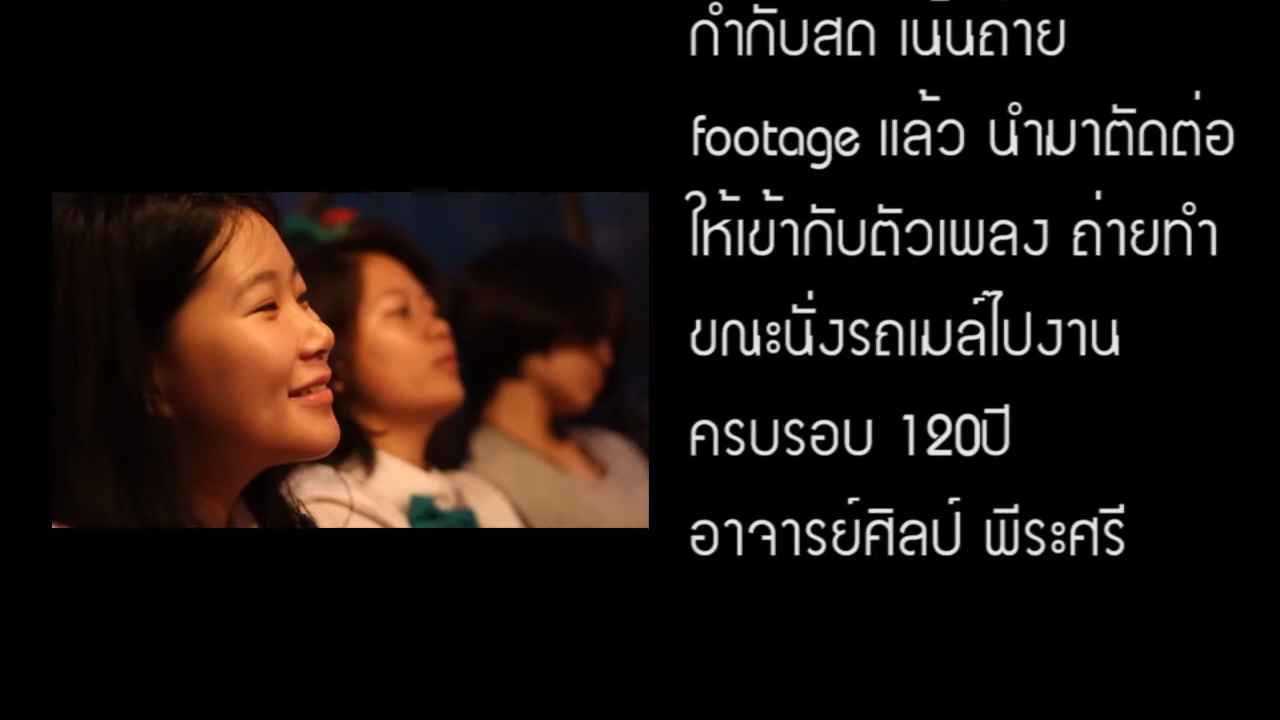 กำกับสด เน้นถ่าย
footage แล้ว นำมาตัดต่อ
ให้เข้ากับตัวเพลง ถ่ายทำ
ขณะนั่งรถเมล์ไปงาน
ครบรอบ 120ปี
อาจารย์ศิลป์ พีระศรี